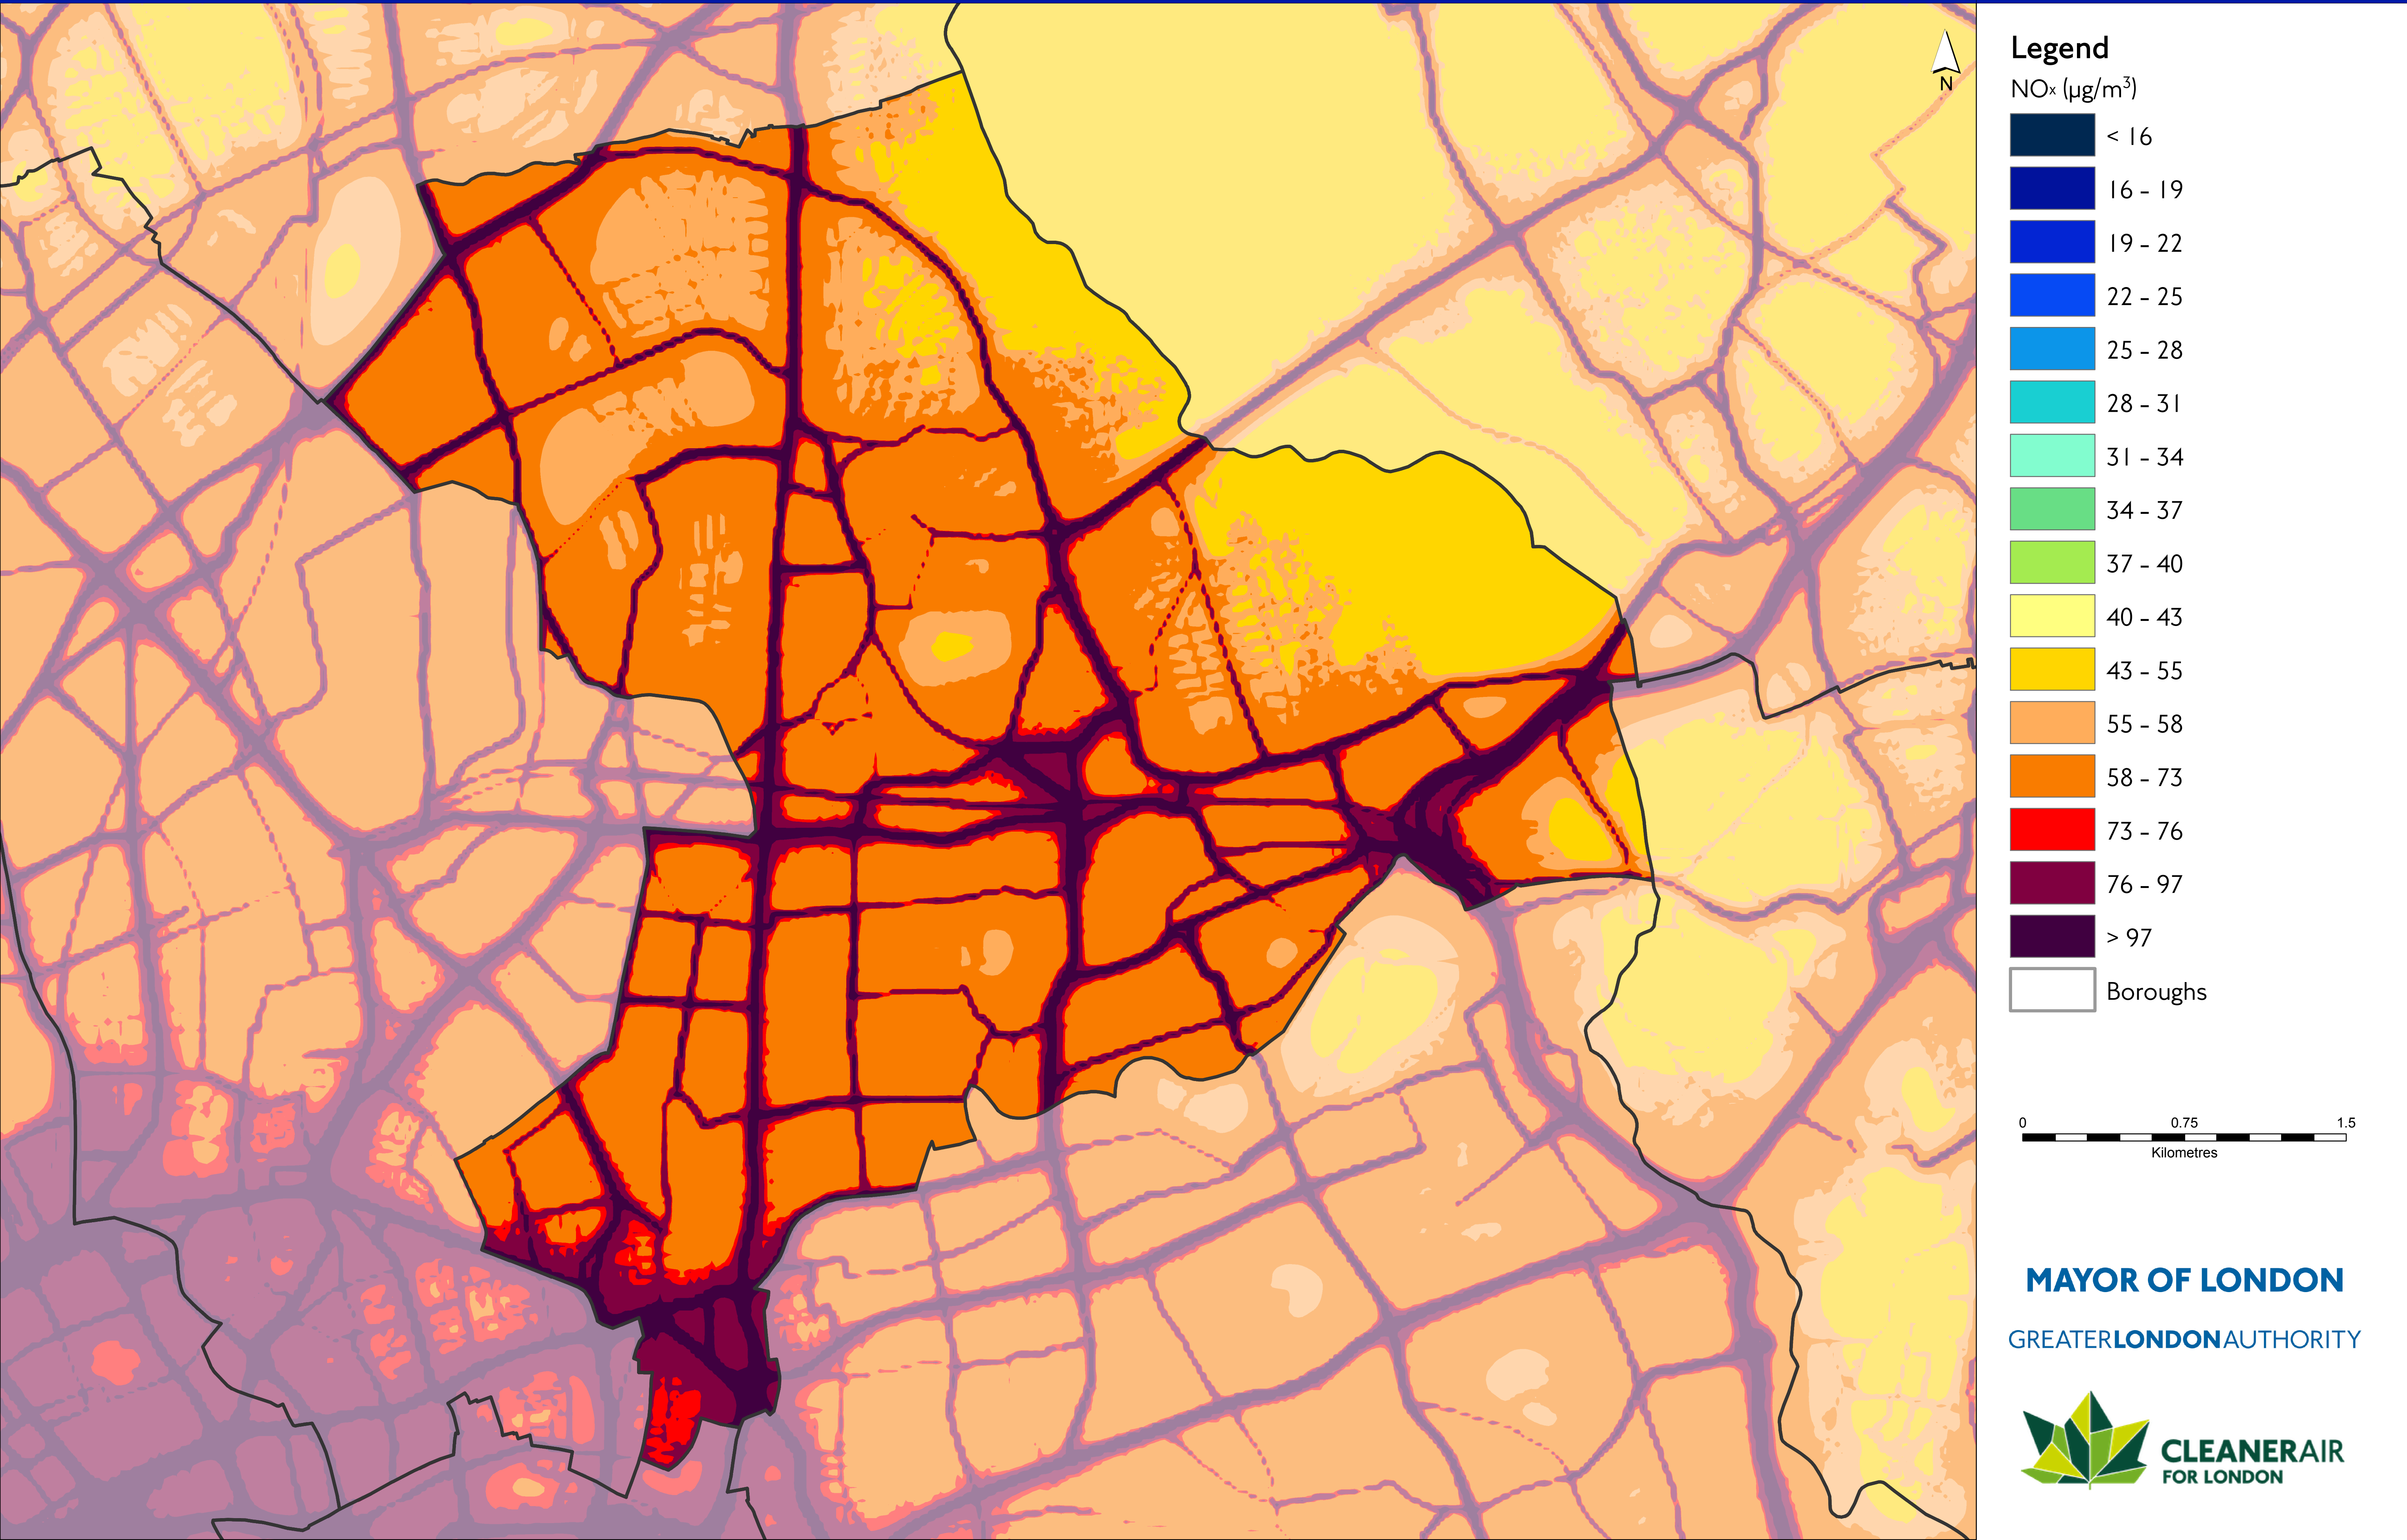 N
Legend
NOx (µg/m³)
< 16
16 - 19
19 - 22
22 - 25
25 - 28
28 - 31
31 - 34
34 - 37
37 - 40
40 - 43
43 - 55
55 - 58
58 - 73
73 - 76
76 - 97
> 97
Boroughs
0 0.75 1.5
Kilometres
MAYOR OF LONDON
GREATERLONDONAUTHORITY
CLEANERAIR
FOR LONDON